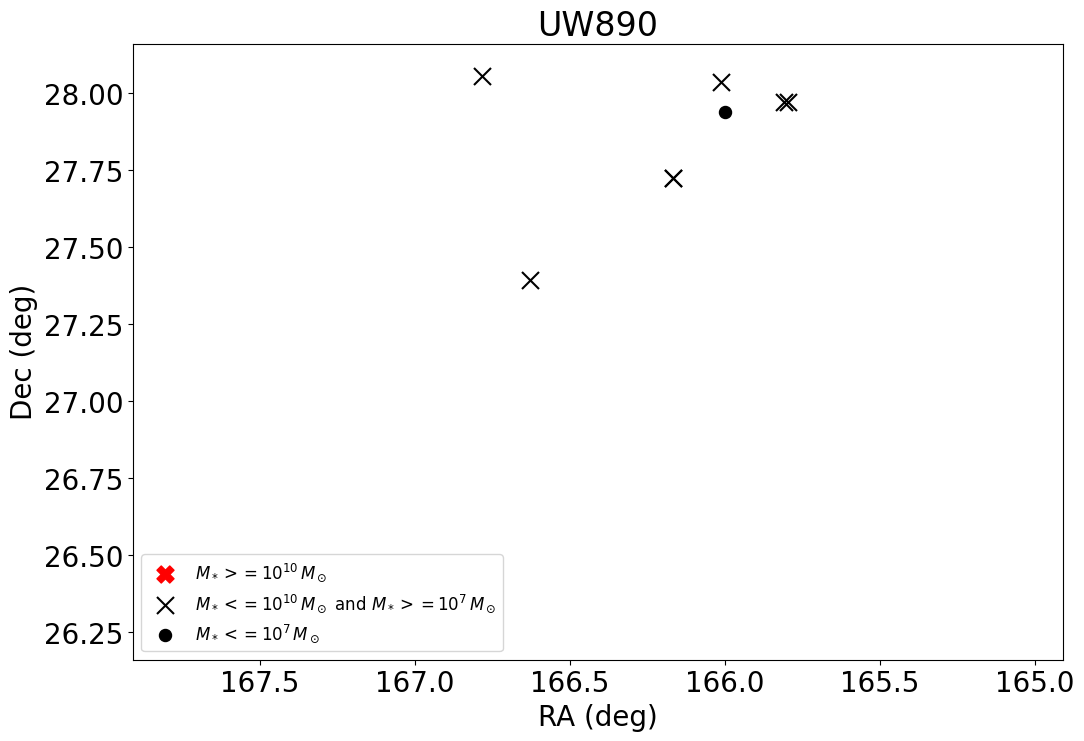 UW890
28.00
27.75
27.50
27.25
27.00
26.75
26.50
26.25
Dec (deg)
M* >= 10^10 M⊙
M* <= 10^10 M⊙ and M* >= 10^7 M⊙
M* <= 10^7 M⊙
167.5 167.0 166.5 166.0 165.5 165.0
RA (deg)